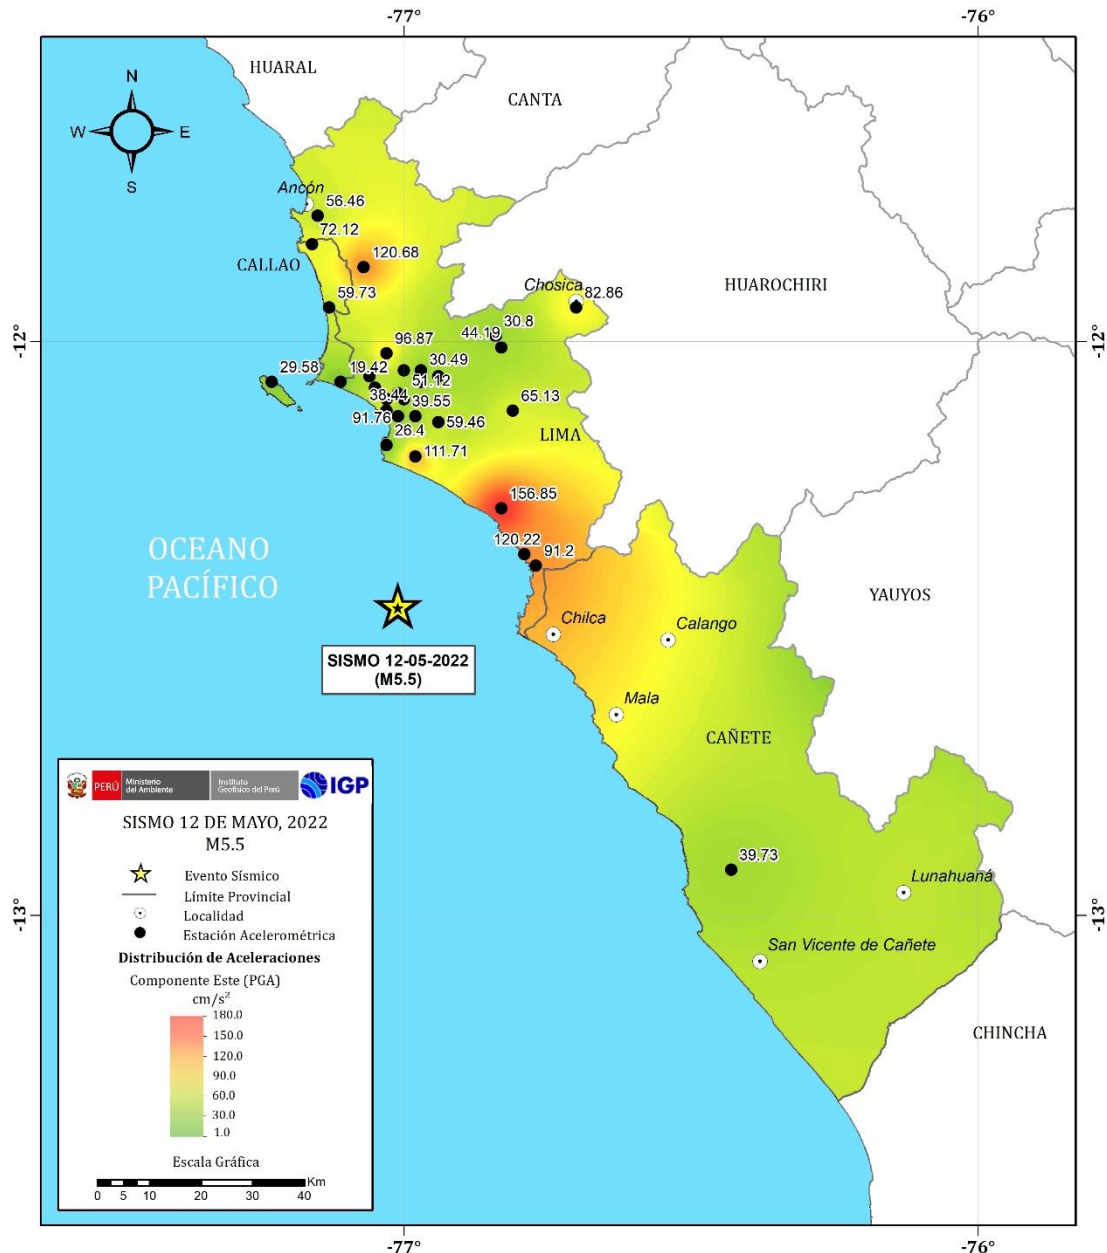 -77°
-76°
HUARAL
CANTA
N
W
E
S
Ancón
56.46
72.12
120.68
CALLAO
HUAROCHIRI
Chosica
82.86
59.73
30.8
44.19
-12°
-12°
96.87
29.58
19.42
30.49
51.12
38.44
39.55
65.13
91.76
59.46
26.4
LIMA
111.71
156.85
120.22
91.2
OCEANO
PACÍFICO
YAUYOS
Chilca
Calango
SISMO 12-05-2022
(M5.5)
Mala
CAÑETE
PERÚ
Ministerio
del Ambiente
Instituto
Geofísico del Perú
IGP
SISMO 12 DE MAYO, 2022
M5.5
39.73
Evento Sísmico
Límite Provincial
Lunahuaná
Localidad
-13°
-13°
Estación Acelerométrica
San Vicente de Cañete
Distribución de Aceleraciones
Componente Este (PGA)
cm/s²
180.0
150.0
120.0
90.0
60.0
30.0
1.0
CHINCHA
Escala Gráfica
Km
0 5 10 20 30 40
-77°
-76°